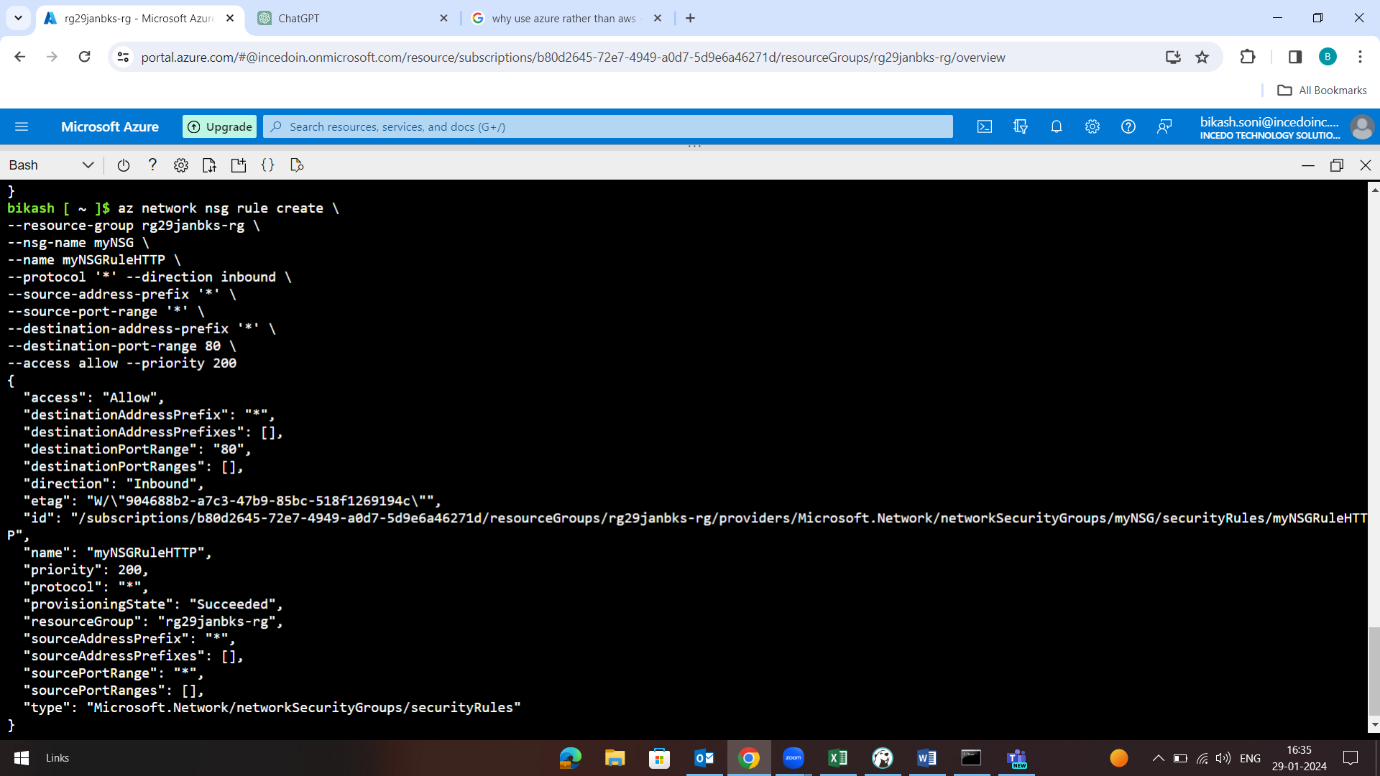 rg29janbks-rg - Microsoft Azur
ChatGPT
why use azure rather than aws
portal.azure.com/#@incedoin.onmicrosoft.com/resource/subscriptions/b80d2645-72e7-4949-a0d7-5d9e6a46271d/resourceGroups/rg29janbks-rg/overview
B
All Bookmarks
Microsoft Azure
Upgrade
Search resources, services, and docs (G+/)
bikash.soni@incedoinc....
INCEDO TECHNOLOGY SOLUTIO...
Bash
}
bikash [ ~ ]$ az network nsg rule create \
--resource-group rg29janbks-rg \
--nsg-name myNSG \
--name myNSGRuleHTTP \
--protocol '*' --direction inbound \
--source-address-prefix '*' \
--source-port-range '*' \
--destination-address-prefix '*' \
--destination-port-range 80 \
--access allow --priority 200
{
"access": "Allow",
"destinationAddressPrefix": "*",
"destinationAddressPrefixes": [],
"destinationPortRange": "80",
"destinationPortRanges": [],
"direction": "Inbound",
"etag": "W/\"904688b2-a7c3-47b9-85bc-518f1269194c\"",
"id": "/subscriptions/b80d2645-72e7-4949-a0d7-5d9e6a46271d/resourceGroups/rg29janbks-rg/providers/Microsoft.Network/networkSecurityGroups/myNSG/securityRules/myNSGRuleHTT
P",
"name": "myNSGRuleHTTP",
"priority": 200,
"protocol": "*",
"provisioningState": "Succeeded",
"resourceGroup": "rg29janbks-rg",
"sourceAddressPrefix": "*",
"sourceAddressPrefixes": [],
"sourcePortRange": "*",
"sourcePortRanges": [],
"type": "Microsoft.Network/networkSecurityGroups/securityRules"
}
Links
zoom
NEW
ENG
16:35
29-01-2024